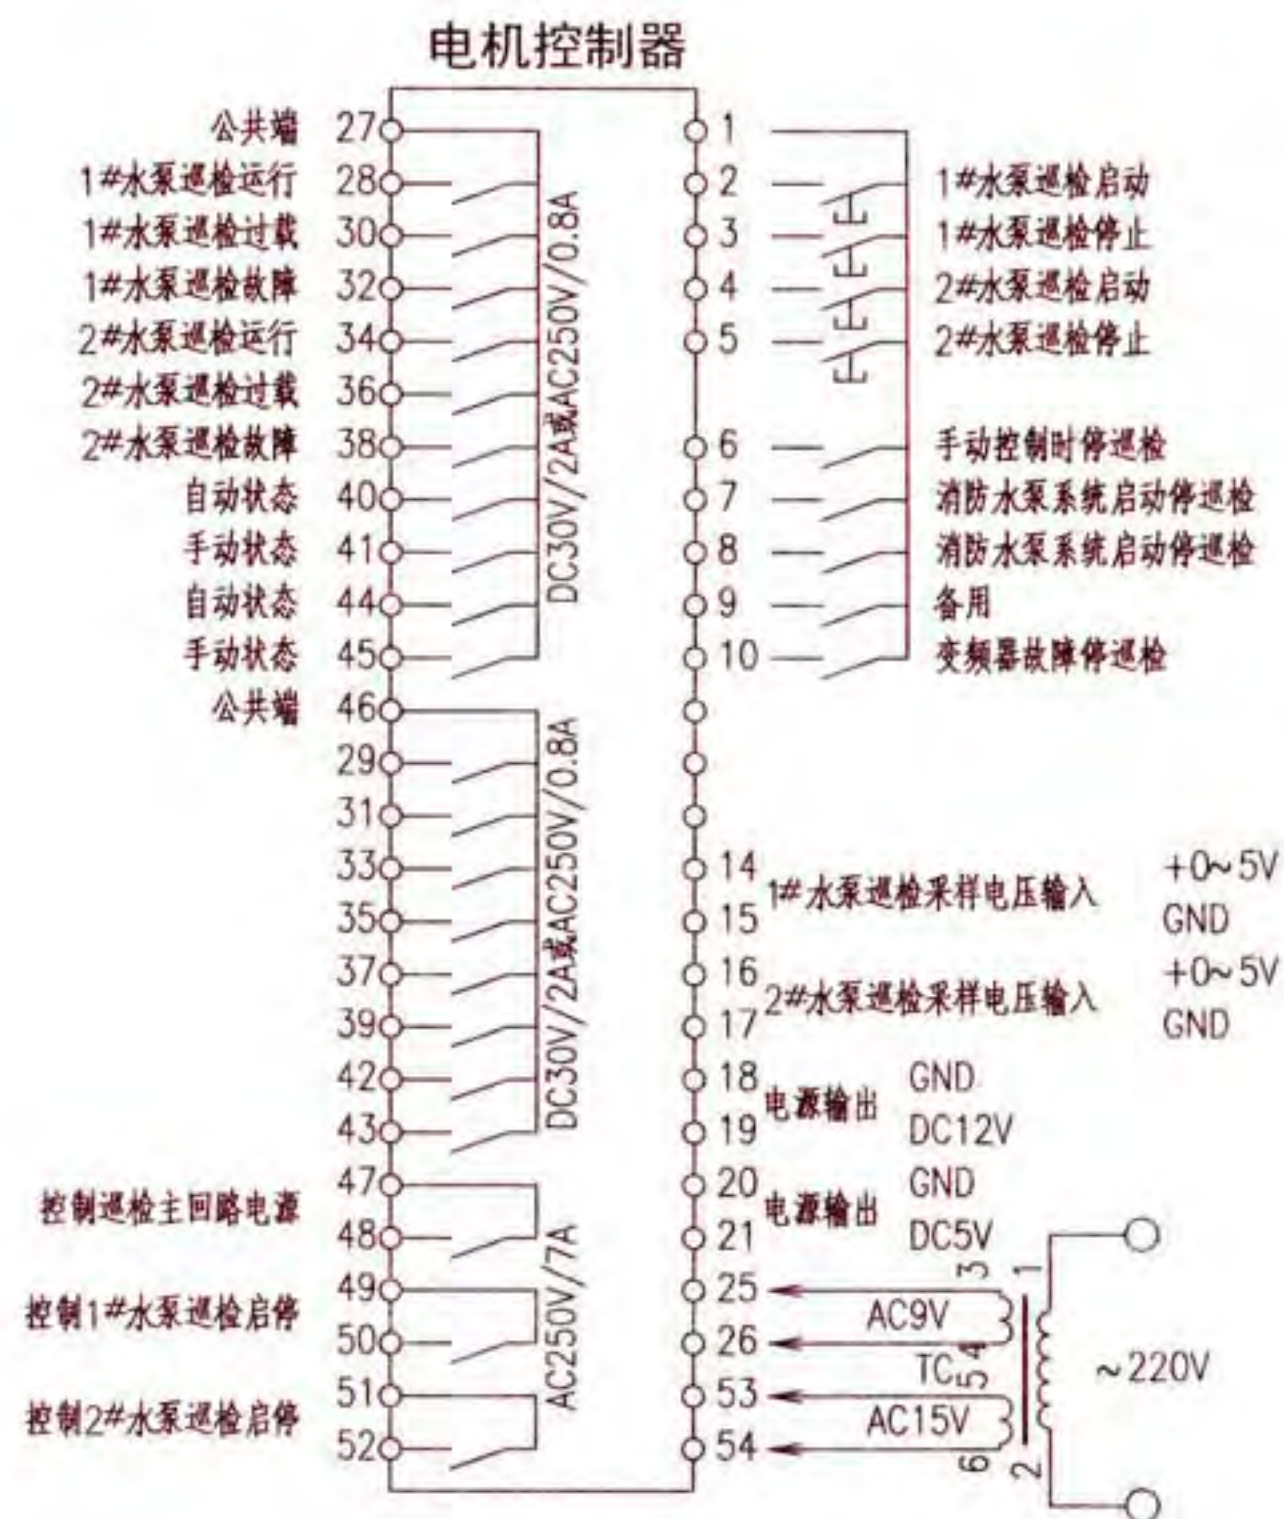 电机控制器
公共端 27 1
1#水泵巡检运行 28 2 1#水泵巡检启动
1#水泵巡检过载 30 3 1#水泵巡检停止
1#水泵巡检故障 32 4 2#水泵巡检启动
2#水泵巡检运行 34 5 2#水泵巡检停止
2#水泵巡检过载 36
2#水泵巡检故障 38 6 手动控制时停巡检
自动状态 40 7 消防水泵系统启动停巡检
手动状态 41 8 消防水泵系统启动停巡检
自动状态 44 9 备用
手动状态 45 10 变频器故障停巡检
DC30V/2A或AC250V/0.8A
公共端 46
29
31
33 14 +0~5V
1#水泵巡检采样电压输入
35 15 GND
37 16 +0~5V
2#水泵巡检采样电压输入
39 17 GND
42 18 GND
电源输出
43 19 DC12V
DC30V/2A或AC250V/0.8A
47 20 GND
控制巡检主回路电源 电源输出
48 21 DC5V
49 25 3 1
控制1#水泵巡检启停 AC9V
50 26 4
TC ~220V
51 53 5
控制2#水泵巡检启停 AC15V
52 54 6 2
AC250V/7A